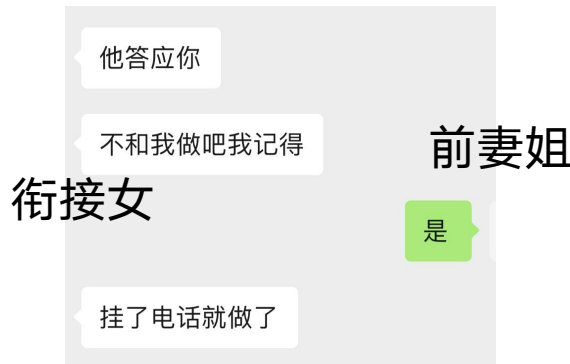 他答应你
不和我做吧我记得
前妻姐
衔接女
是
挂了电话就做了